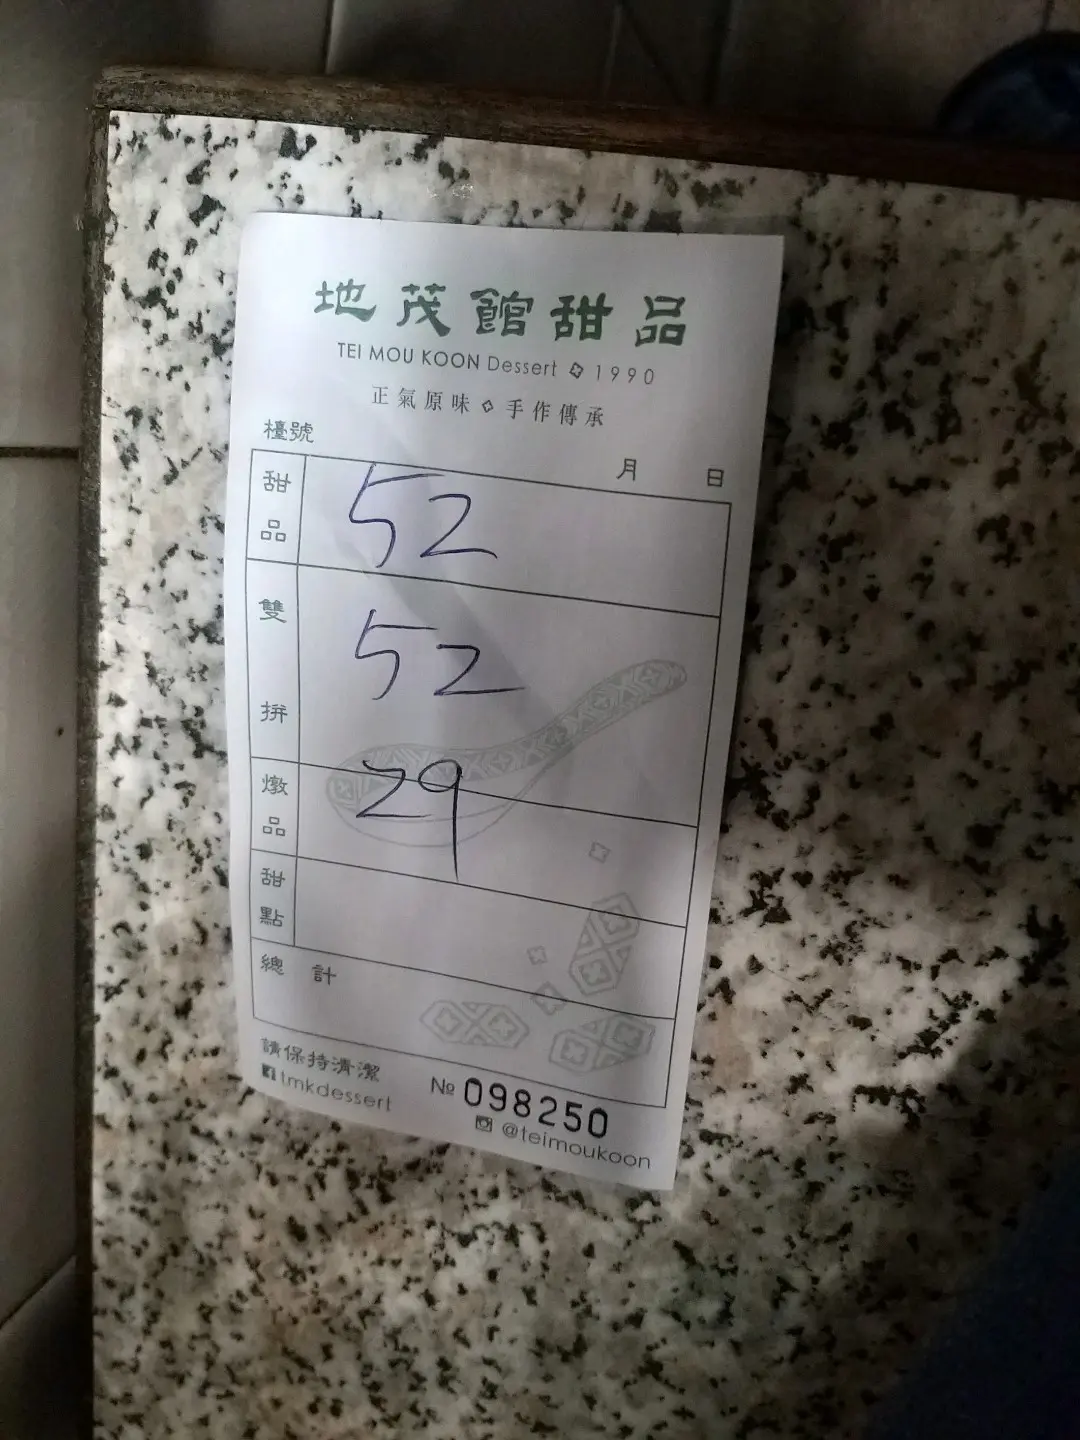 地茂館甜品
TEI MOU KOON Dessert 1990
正氣原味 手作傳承
檯號
月 日
甜品 52
雙拼 52
燉品 29
甜點
總計
請保持清潔
tmkdessert
№ 098250
@teimoukoon